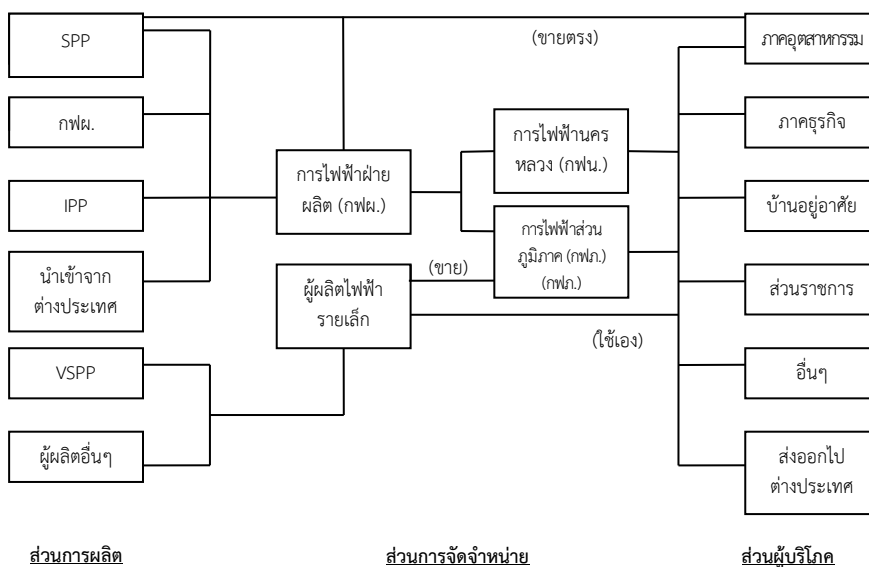 SPP
กฟผ.
IPP
นำเข้าจาก
ต่างประเทศ
VSPP
ผู้ผลิตอื่นๆ
ส่วนการผลิต
การไฟฟ้าฝ่าย
ผลิต (กฟผ.)
ผู้ผลิตไฟฟ้า
รายเล็ก
(ขายตรง)
การไฟฟ้านคร
หลวง (กฟน.)
การไฟฟ้าส่วน
ภูมิภาค (กฟภ.)
(กฟภ.)
(ขาย)
(ใช้เอง)
ส่วนการจัดจำหน่าย
ภาคอุตสาหกรรม
ภาคธุรกิจ
บ้านอยู่อาศัย
ส่วนราชการ
อื่นๆ
ส่งออกไป
ต่างประเทศ
ส่วนผู้บริโภค